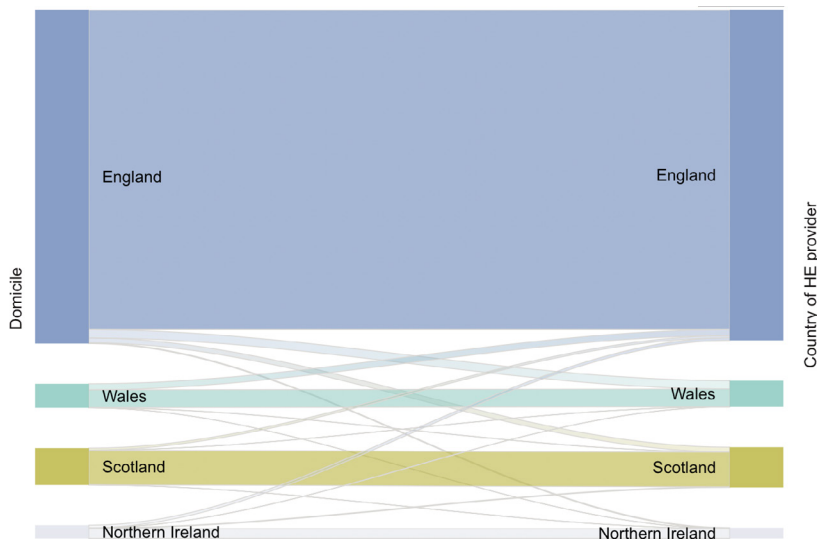 Domicile
England
Wales
Scotland
Northern Ireland
England
Wales
Scotland
Northern Ireland
Country of HE provider